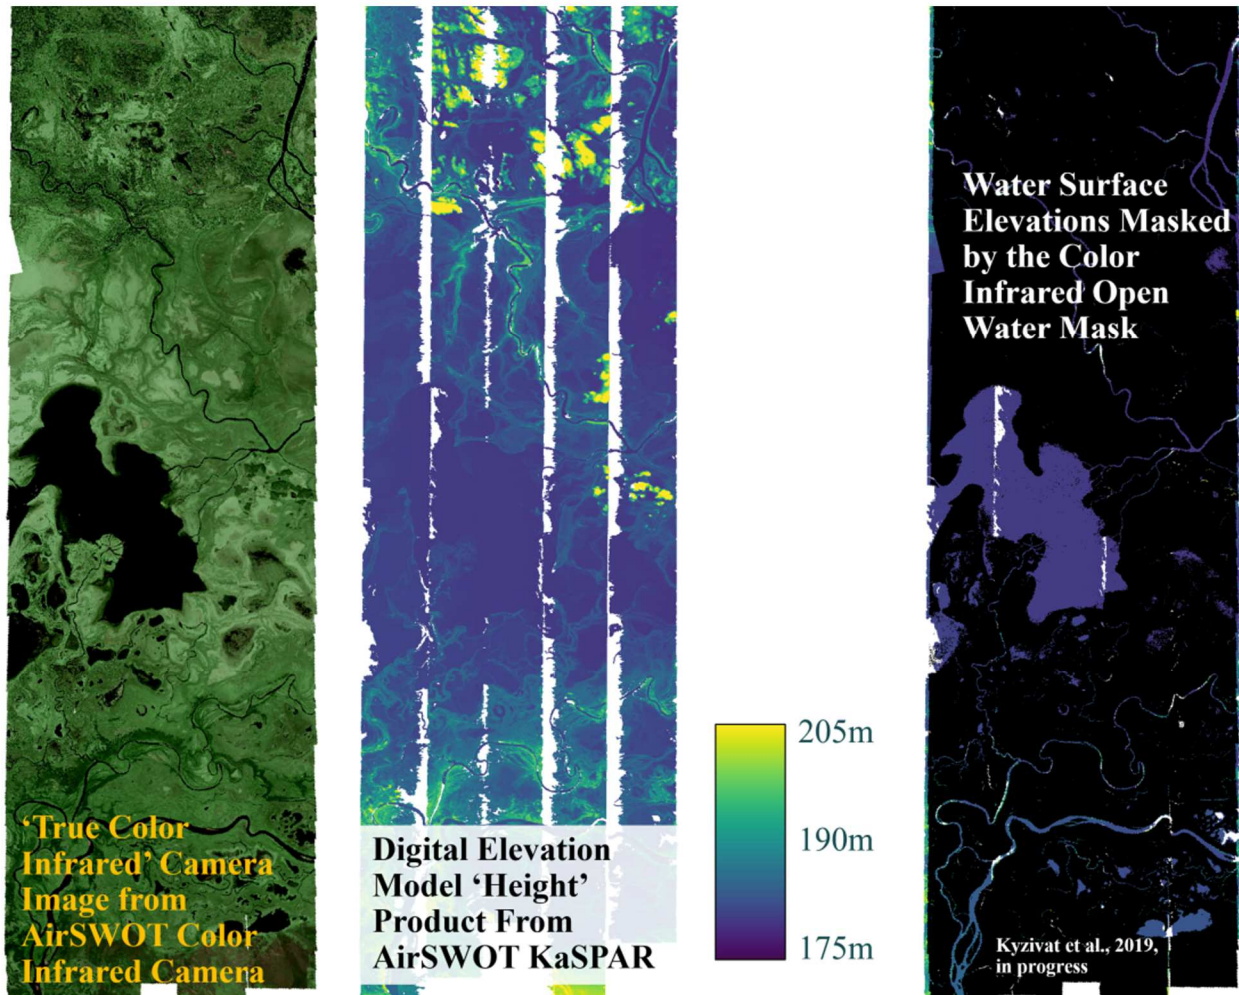 ‘True Color
Infrared’ Camera
Image from
AirSWOT Color
Infrared Camera
Digital Elevation
Model ‘Height’
Product From
AirSWOT KaSPAR
205m
190m
175m
Water Surface
Elevations Masked
by the Color
Infrared Open
Water Mask
Kyzivat et al., 2019,
in progress